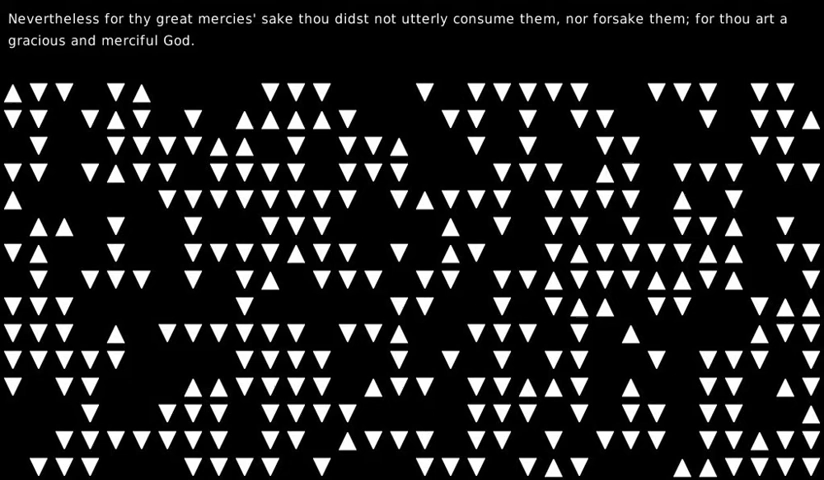 Nevertheless for thy great mercies' sake thou didst not utterly consume them, nor forsake them; for thou art a
gracious and merciful God.